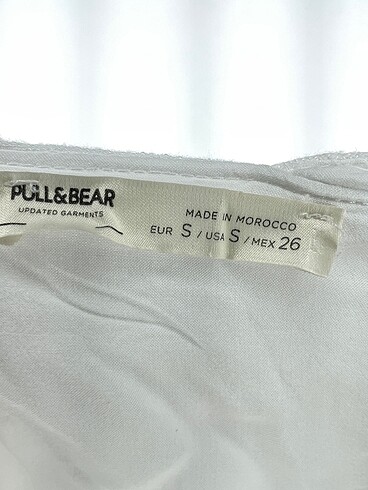 PULL&BEAR
UPDATED GARMENTS
MADE IN MOROCCO
EUR S / USA S / MEX 26